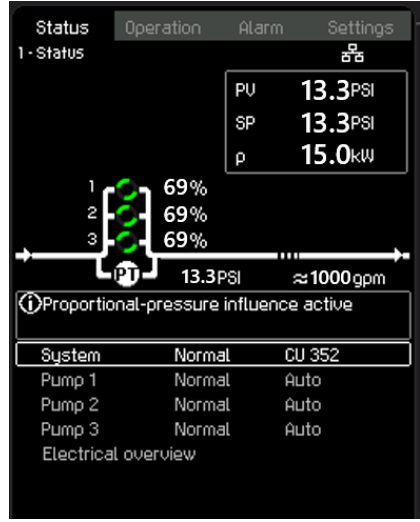 Status Operation Alarm Settings
1 - Status
PV 13.3PSI
SP 13.3PSI
ρ 15.0kW
1 69%
2 69%
3 69%
PT 13.3PSI ≈1000gpm
Proportional-pressure influence active
System Normal CU 352
Pump 1 Normal Auto
Pump 2 Normal Auto
Pump 3 Normal Auto
Electrical overview